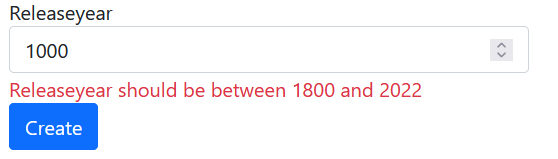 Releaseyear
1000
Releaseyear should be between 1800 and 2022
Create